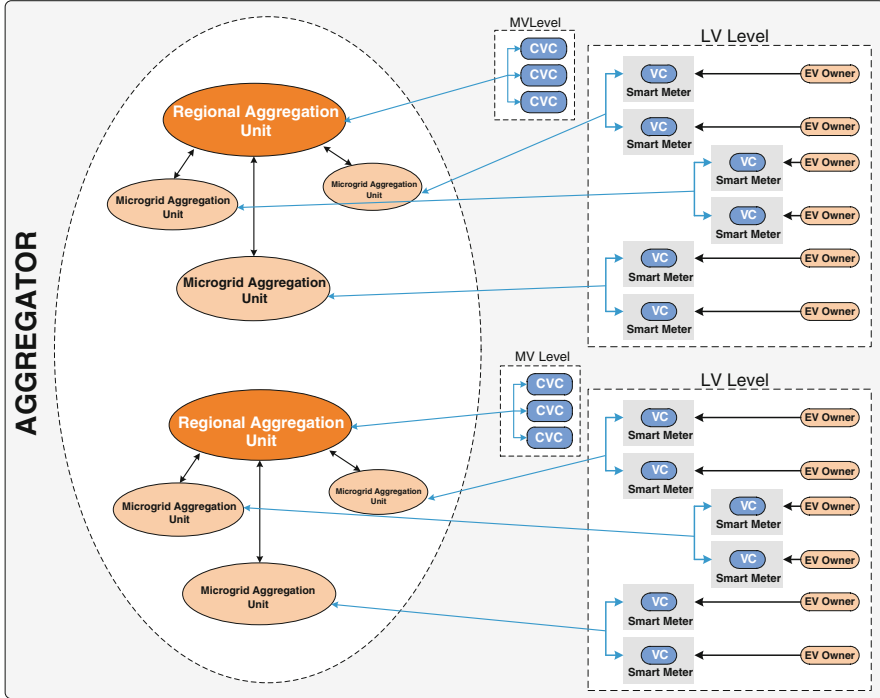 AGGREGATOR
MVLevel
CVC
CVC
CVC
LV Level
VC
Smart Meter
EV Owner
VC
Smart Meter
EV Owner
VC
Smart Meter
EV Owner
VC
Smart Meter
EV Owner
VC
Smart Meter
EV Owner
VC
Smart Meter
EV Owner
Regional Aggregation
Unit
Microgrid Aggregation
Unit
Microgrid Aggregation
Unit
Microgrid Aggregation
Unit
MV Level
CVC
CVC
CVC
LV Level
VC
Smart Meter
EV Owner
VC
Smart Meter
EV Owner
VC
Smart Meter
EV Owner
VC
Smart Meter
EV Owner
VC
Smart Meter
EV Owner
VC
Smart Meter
EV Owner
Regional Aggregation
Unit
Microgrid Aggregation
Unit
Microgrid Aggregation
Unit
Microgrid Aggregation
Unit